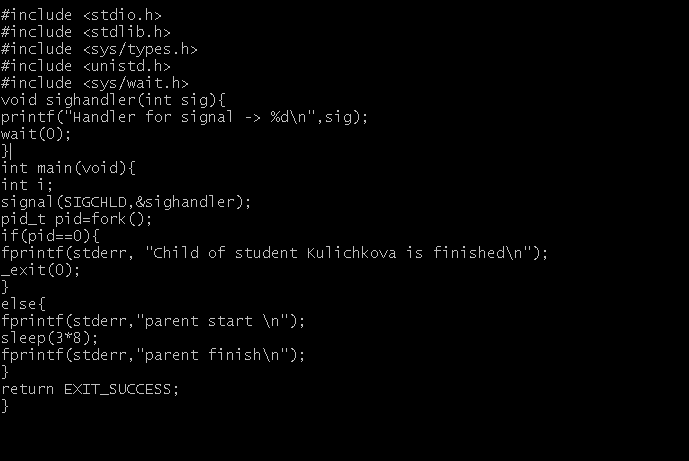 #include <stdio.h>
#include <stdlib.h>
#include <sys/types.h>
#include <unistd.h>
#include <sys/wait.h>
void sighandler(int sig){
printf("Handler for signal -> %d\n",sig);
wait(0);
}
int main(void){
int i;
signal(SIGCHLD,&sighandler);
pid_t pid=fork();
if(pid==0){
fprintf(stderr, "Child of student Kulichkova is finished\n");
_exit(0);
}
else{
fprintf(stderr,"parent start \n");
sleep(3*8);
fprintf(stderr,"parent finish\n");
}
return EXIT_SUCCESS;
}